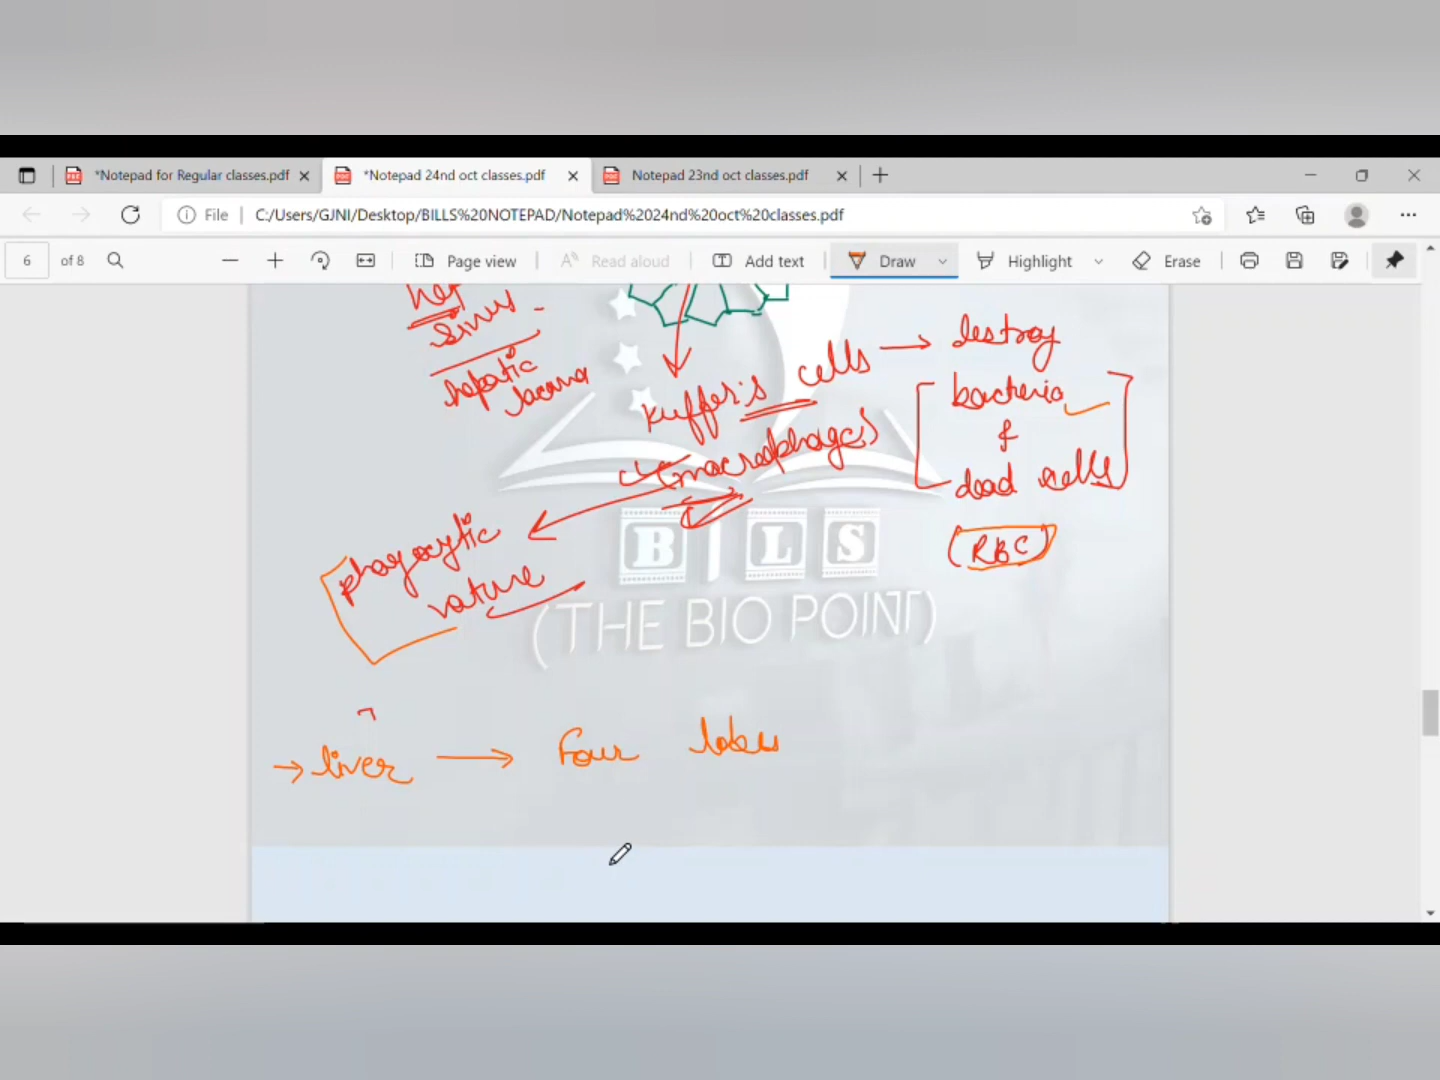 *Notepad for Regular classes.pdf
*Notepad 24nd oct classes.pdf
Notepad 23nd oct classes.pdf
File
C:/Users/GJNI/Desktop/BILLS%20NOTEPAD/Notepad%2024nd%20oct%20classes.pdf
6 of 8
Page view
Read aloud
Add text
Draw
Highlight
Erase
hep
sinus
hepatic
lacuna
Kuffer's cells → destroy
bacteria
&
dead cells
(RBC)
(macrophages)
phagocytic
nature
BILS
(THE BIO POINT)
→ liver → Four lobes